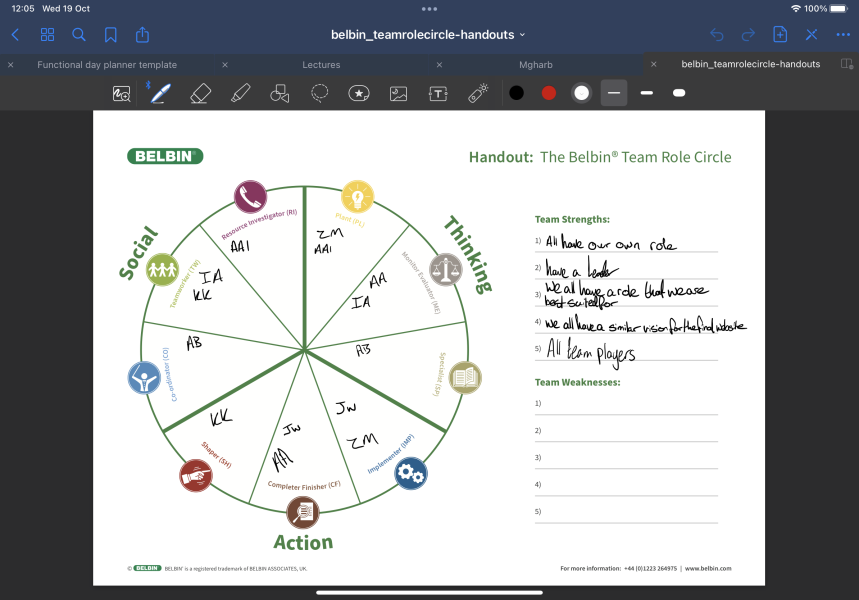 12:05 Wed 19 Oct
100%
belbin_teamrolecircle-handouts
Functional day planner template
Lectures
Mgharb
belbin_teamrolecircle-handouts
BELBIN®
Handout: The Belbin® Team Role Circle
Social
Thinking
Action
Resource Investigator (RI)
AAI
Plant (PL)
ZM
AAI
Teamworker (TW)
IA
KK
Monitor Evaluator (ME)
AA
IA
Co-ordinator (CO)
AB
Specialist (SP)
AB
Shaper (SH)
KK
Completer Finisher (CF)
JW
AA
Implementer (IMP)
JW
ZM
Team Strengths:
1) All have our own role
2) have a leader
3) we all have a role that we are
best suited for
4) we all have a similar vision for the final website
5) All team players
Team Weaknesses:
1)
2)
3)
4)
5)
© BELBIN BELBIN® is a registered trademark of BELBIN ASSOCIATES, UK.
For more information: +44 (0)1223 264975 | www.belbin.com